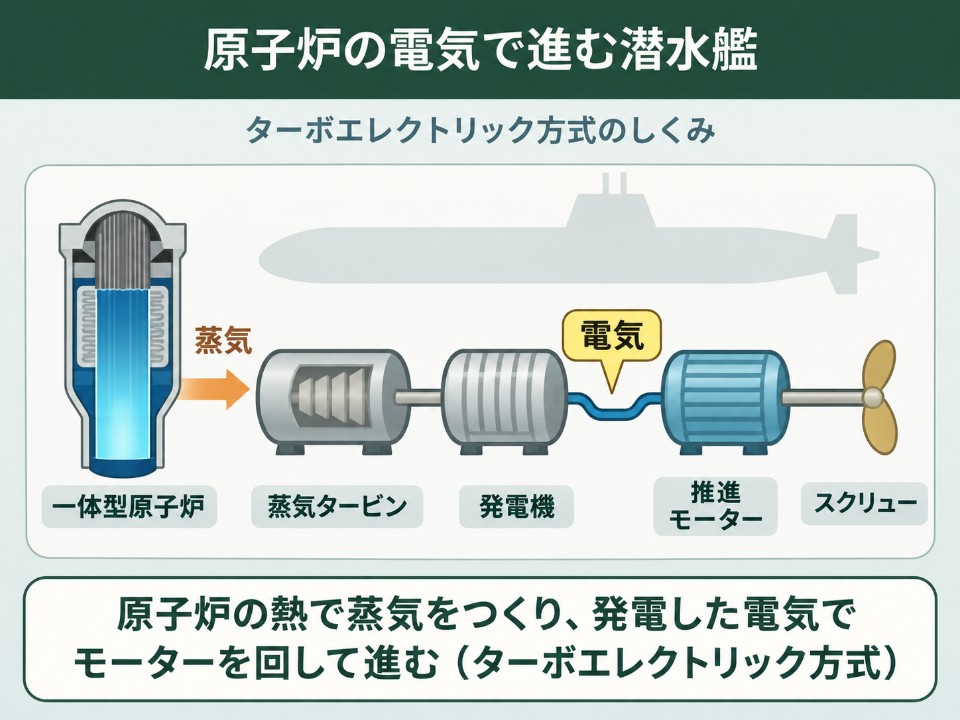 原子炉の電気で進む潜水艦
ターボエレクトリック方式のしくみ
蒸気
電気
一体型原子炉
蒸気タービン
発電機
推進
モーター
スクリュー
原子炉の熱で蒸気をつくり、発電した電気で
モーターを回して進む（ターボエレクトリック方式）